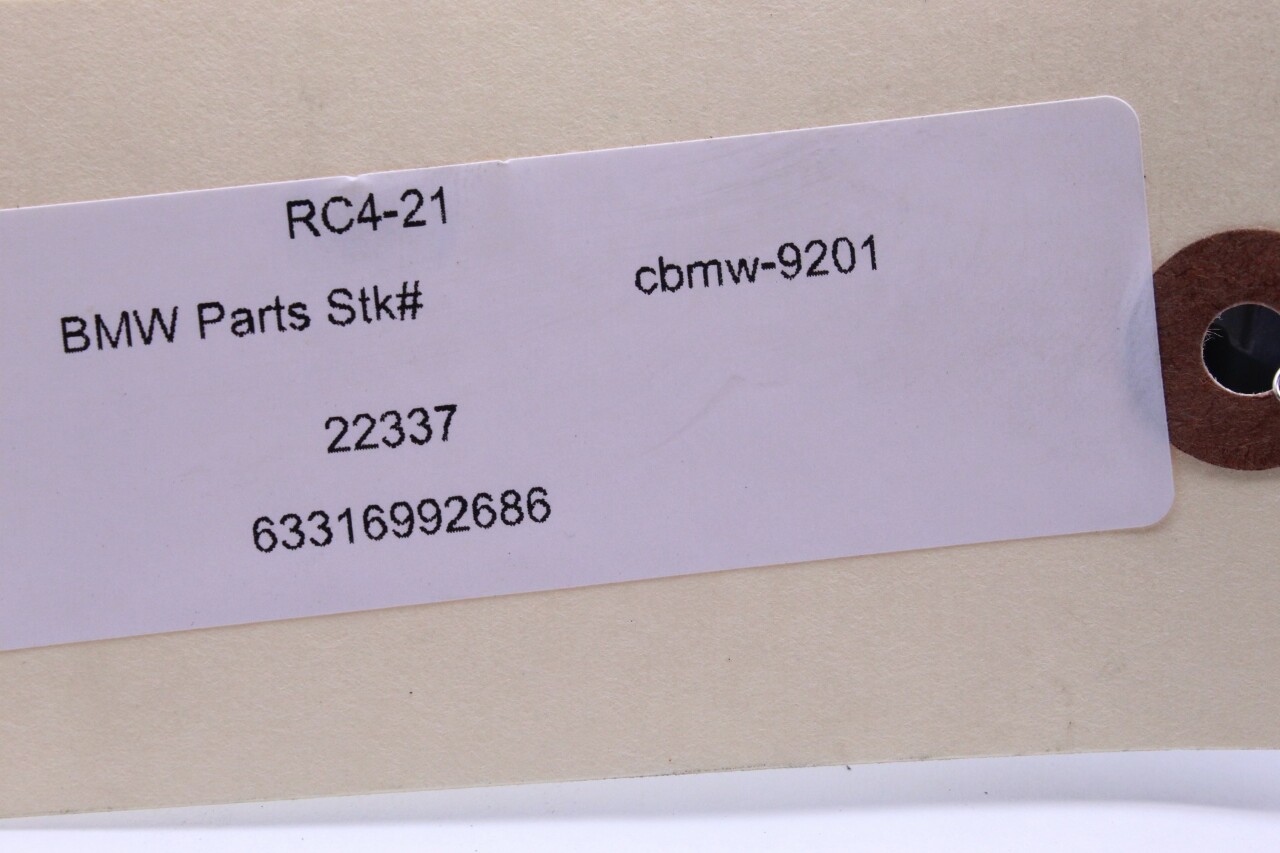 RC4-21
cbmw-9201
BMW Parts Stk#
22337
63316992686